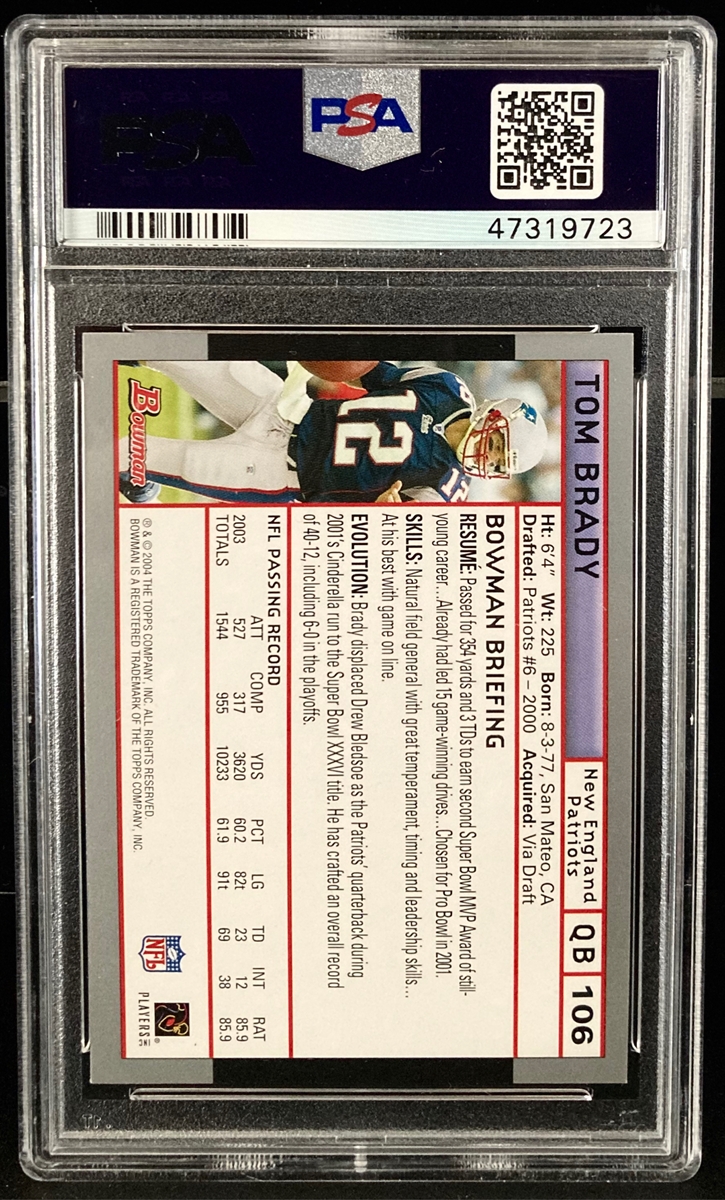 PSA
PSA
47319723
TOM BRADY
New England
Patriots
QB
106
Ht: 6'4" Wt: 225 Born: 8-3-77, San Mateo, CA
Drafted: Patriots #6 – 2000 Acquired: Via Draft
BOWMAN BRIEFING
RESUMÉ: Passed for 354 yards and 3 TDs to earn second Super Bowl MVP Award of still-
young career...Already had led 15 game-winning drives...Chosen for Pro Bowl in 2001.
SKILLS: Natural field general with great temperament, timing and leadership skills...
At his best with game on line.
EVOLUTION: Brady displaced Drew Bledsoe as the Patriots' quarterback during
2001's Cinderella run to the Super Bowl XXXVI title. He has crafted an overall record
of 40-12, including 6-0 in the playoffs.
12
12
Bowman
NFL PASSING RECORD
ATT COMP YDS PCT LG TD INT RAT
2003 527 317 3620 60.2 82t 23 12 85.9
TOTALS 1544 955 10233 61.9 91t 69 38 85.9
® & © 2004 THE TOPPS COMPANY, INC. ALL RIGHTS RESERVED.
BOWMAN IS A REGISTERED TRADEMARK OF THE TOPPS COMPANY, INC.
NFL
PLAYERS